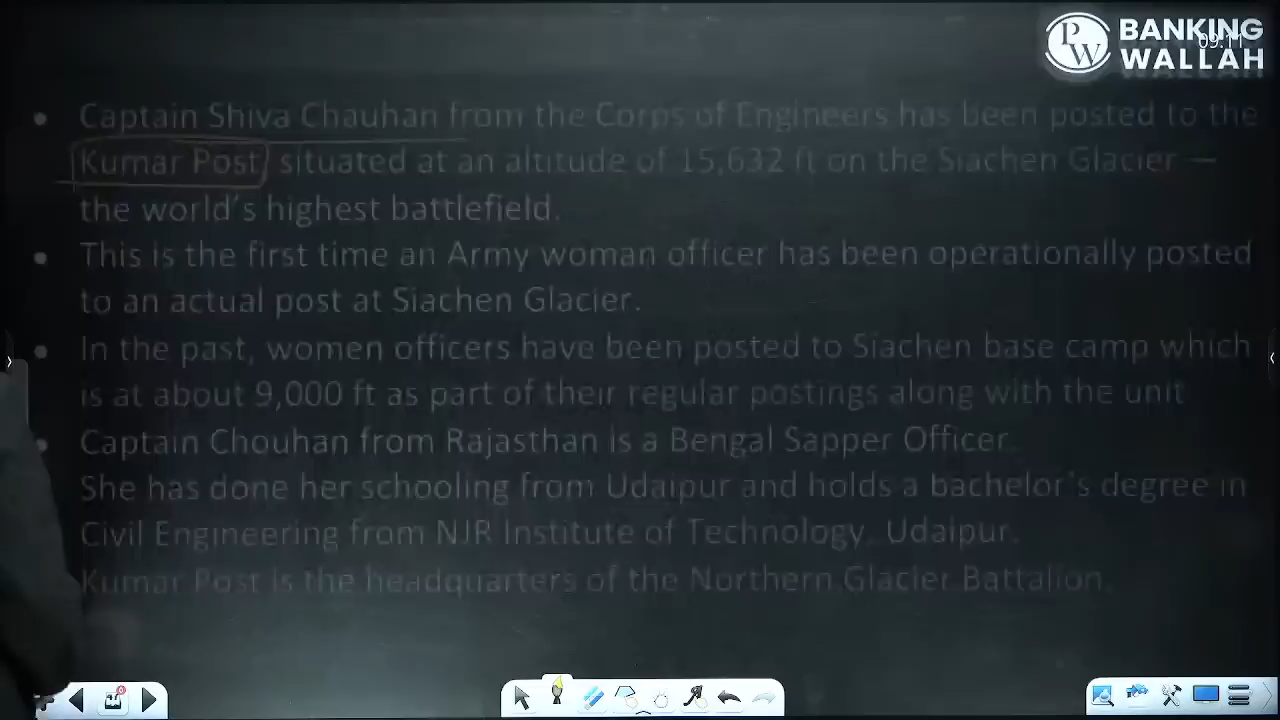 BANKING
WALLAH
PW
09:11
Captain Shiva Chauhan from the Corps of Engineers has been posted to the
Kumar Post, situated at an altitude of 15,632 ft on the Siachen Glacier —
the world's highest battlefield.
This is the first time an Army woman officer has been operationally posted
to an actual post at Siachen Glacier.
In the past, women officers have been posted to Siachen base camp which
is at about 9,000 ft as part of their regular postings along with the unit
Captain Chouhan from Rajasthan is a Bengal Sapper Officer.
She has done her schooling from Udaipur and holds a bachelor's degree in
Civil Engineering from NJR Institute of Technology, Udaipur.
Kumar Post is the headquarters of the Northern Glacier Battalion.